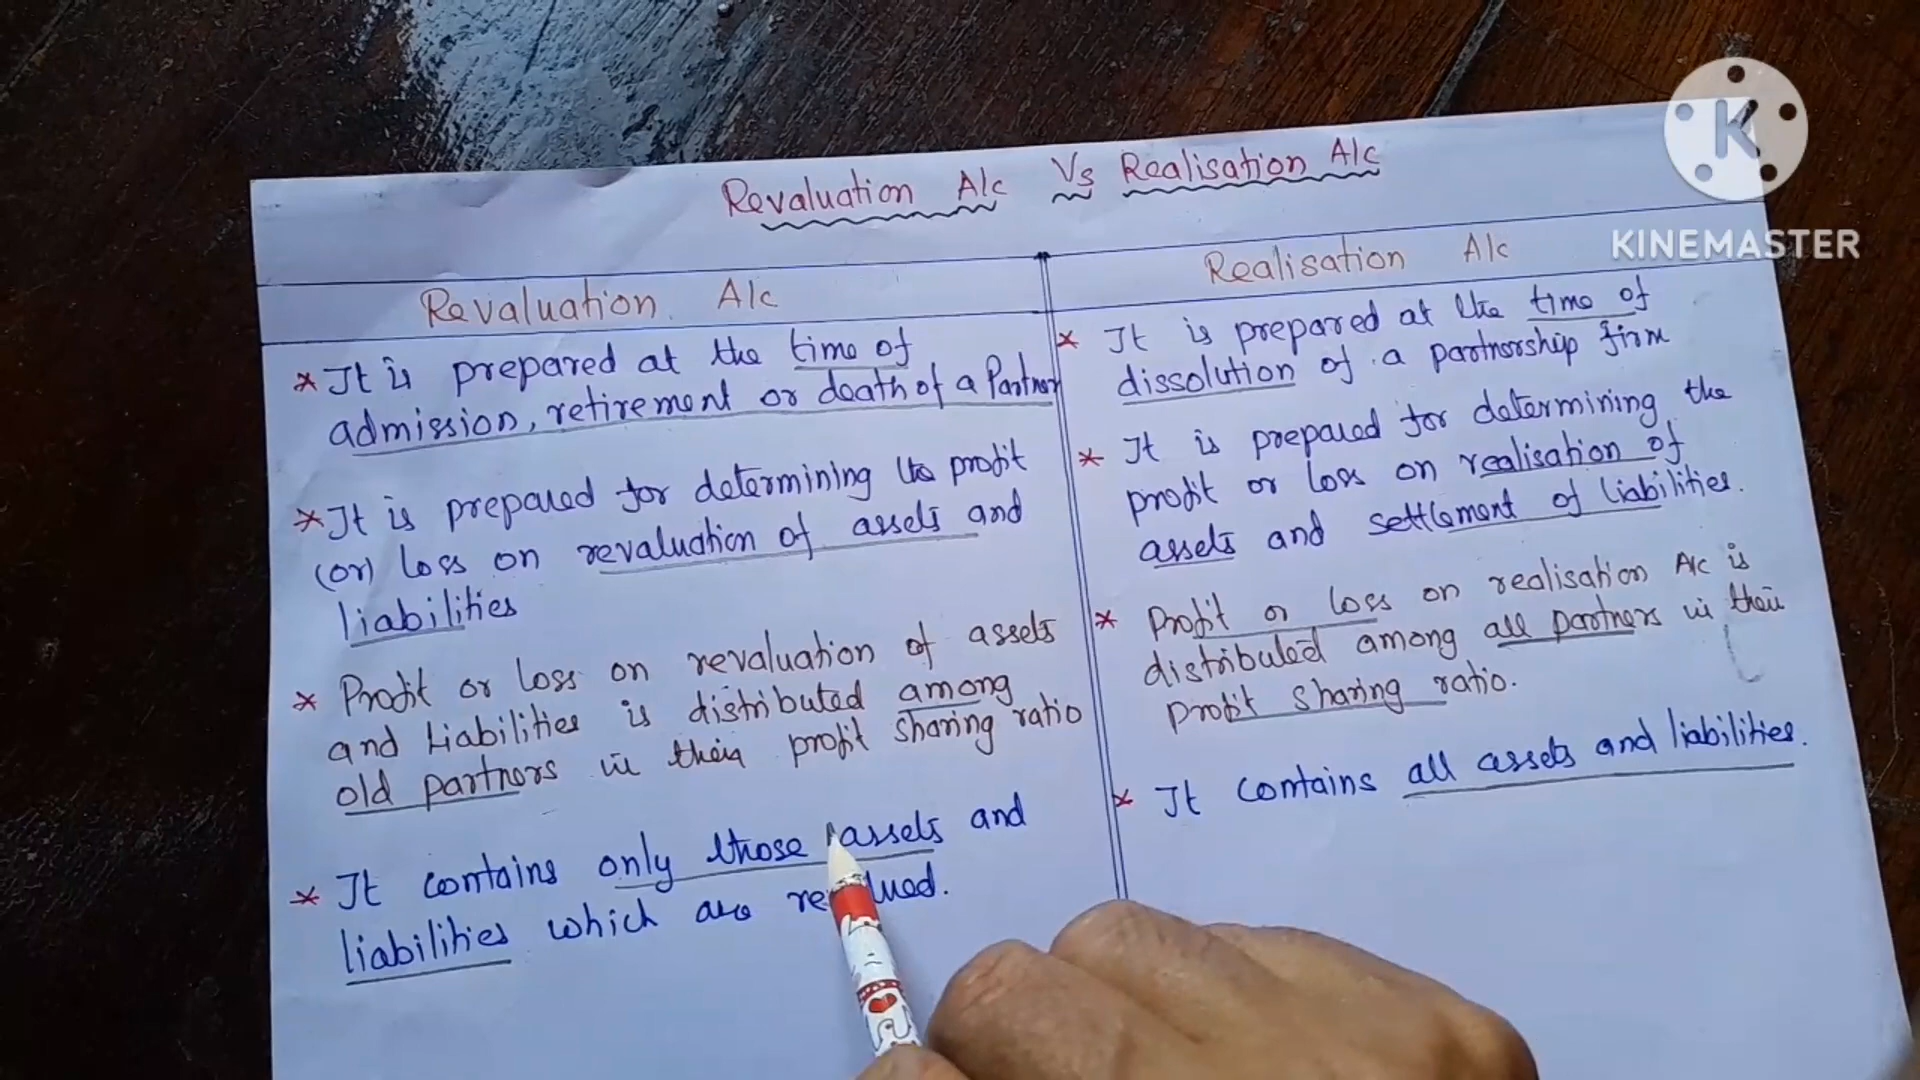 Revaluation A/c Vs Realisation A/c
Revaluation A/c
* It is prepared at the time of
admission, retirement or death of a Partner
* It is prepared for determining the profit
(or) loss on revaluation of assets and
liabilities
* Profit or loss on revaluation of assets
and Liabilities is distributed among
old partners in their profit sharing ratio
* It contains only those assets and
liabilities which are revalued.
Realisation A/c
* It is prepared at the time of
dissolution of a partnership firm
* It is prepared for determining the
profit or loss on realisation of
assets and settlement of liabilities.
* Profit or loss on realisation A/c is
distributed among all partners in their
profit sharing ratio.
* It contains all assets and liabilities.
K
KINEMASTER